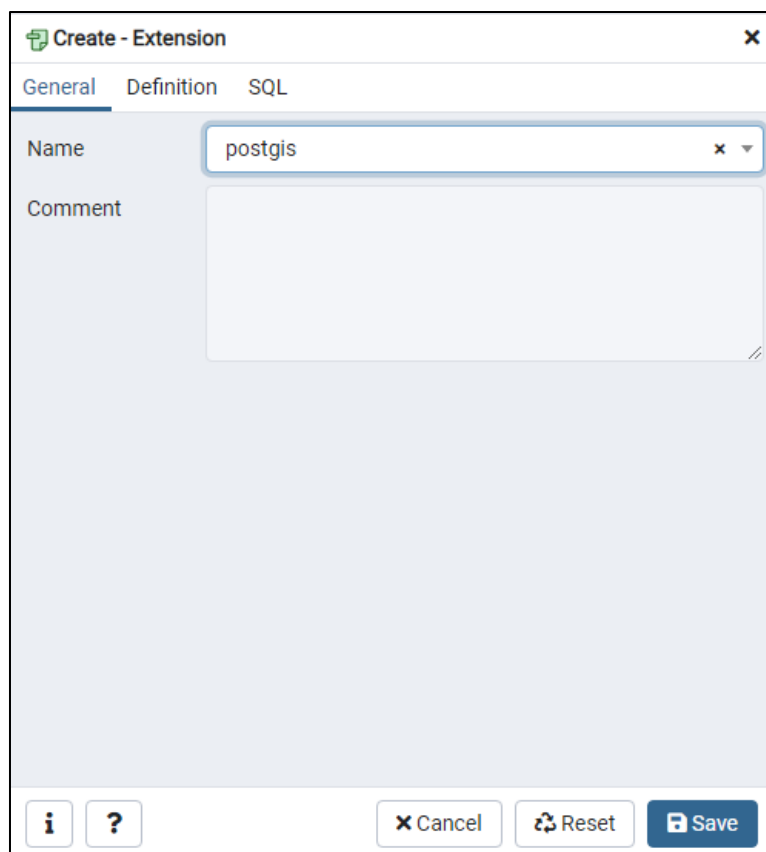 Create - Extension
General Definition SQL
Name postgis
Comment
i ? Cancel Reset Save